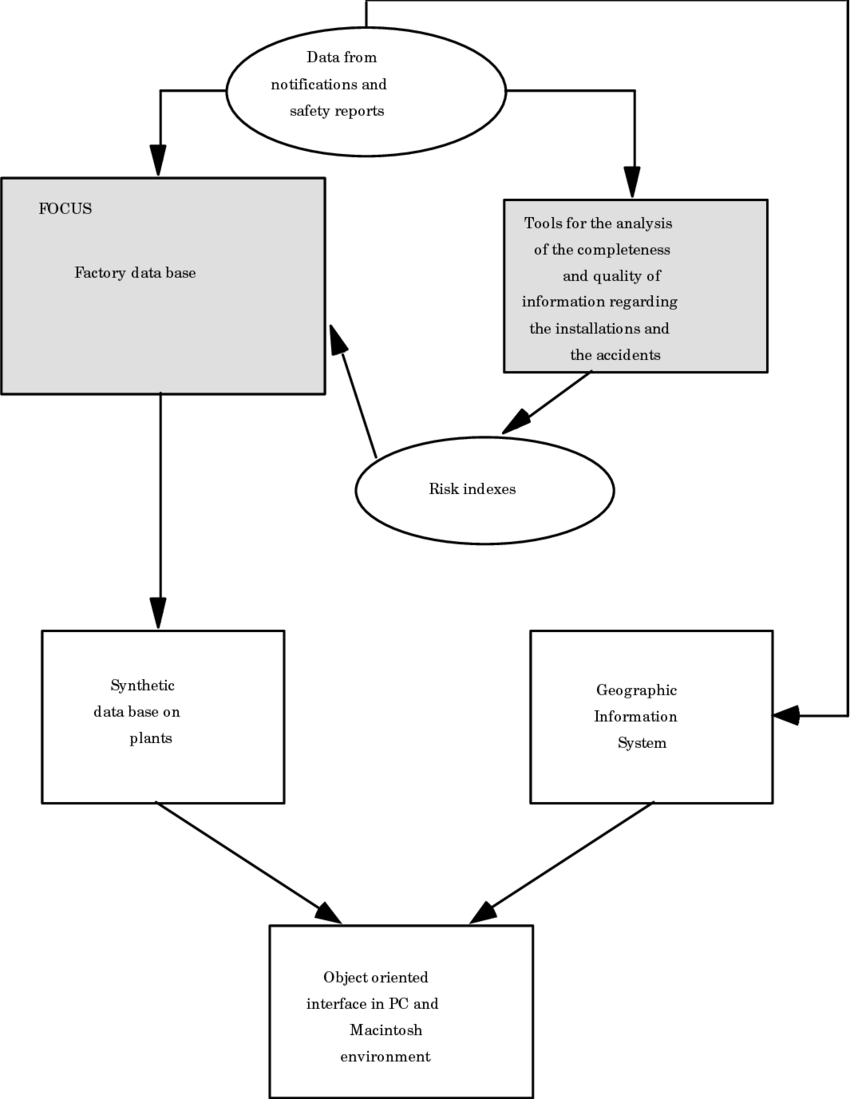 Data from
notifications and
safety reports
FOCUS
Factory data base
Tools for the analysis
of the completeness
and quality of
information regarding
the installations and
the accidents
Risk indexes
Synthetic
data base on
plants
Geographic
Information
System
Object oriented
interface in PC and
Macintosh
environment